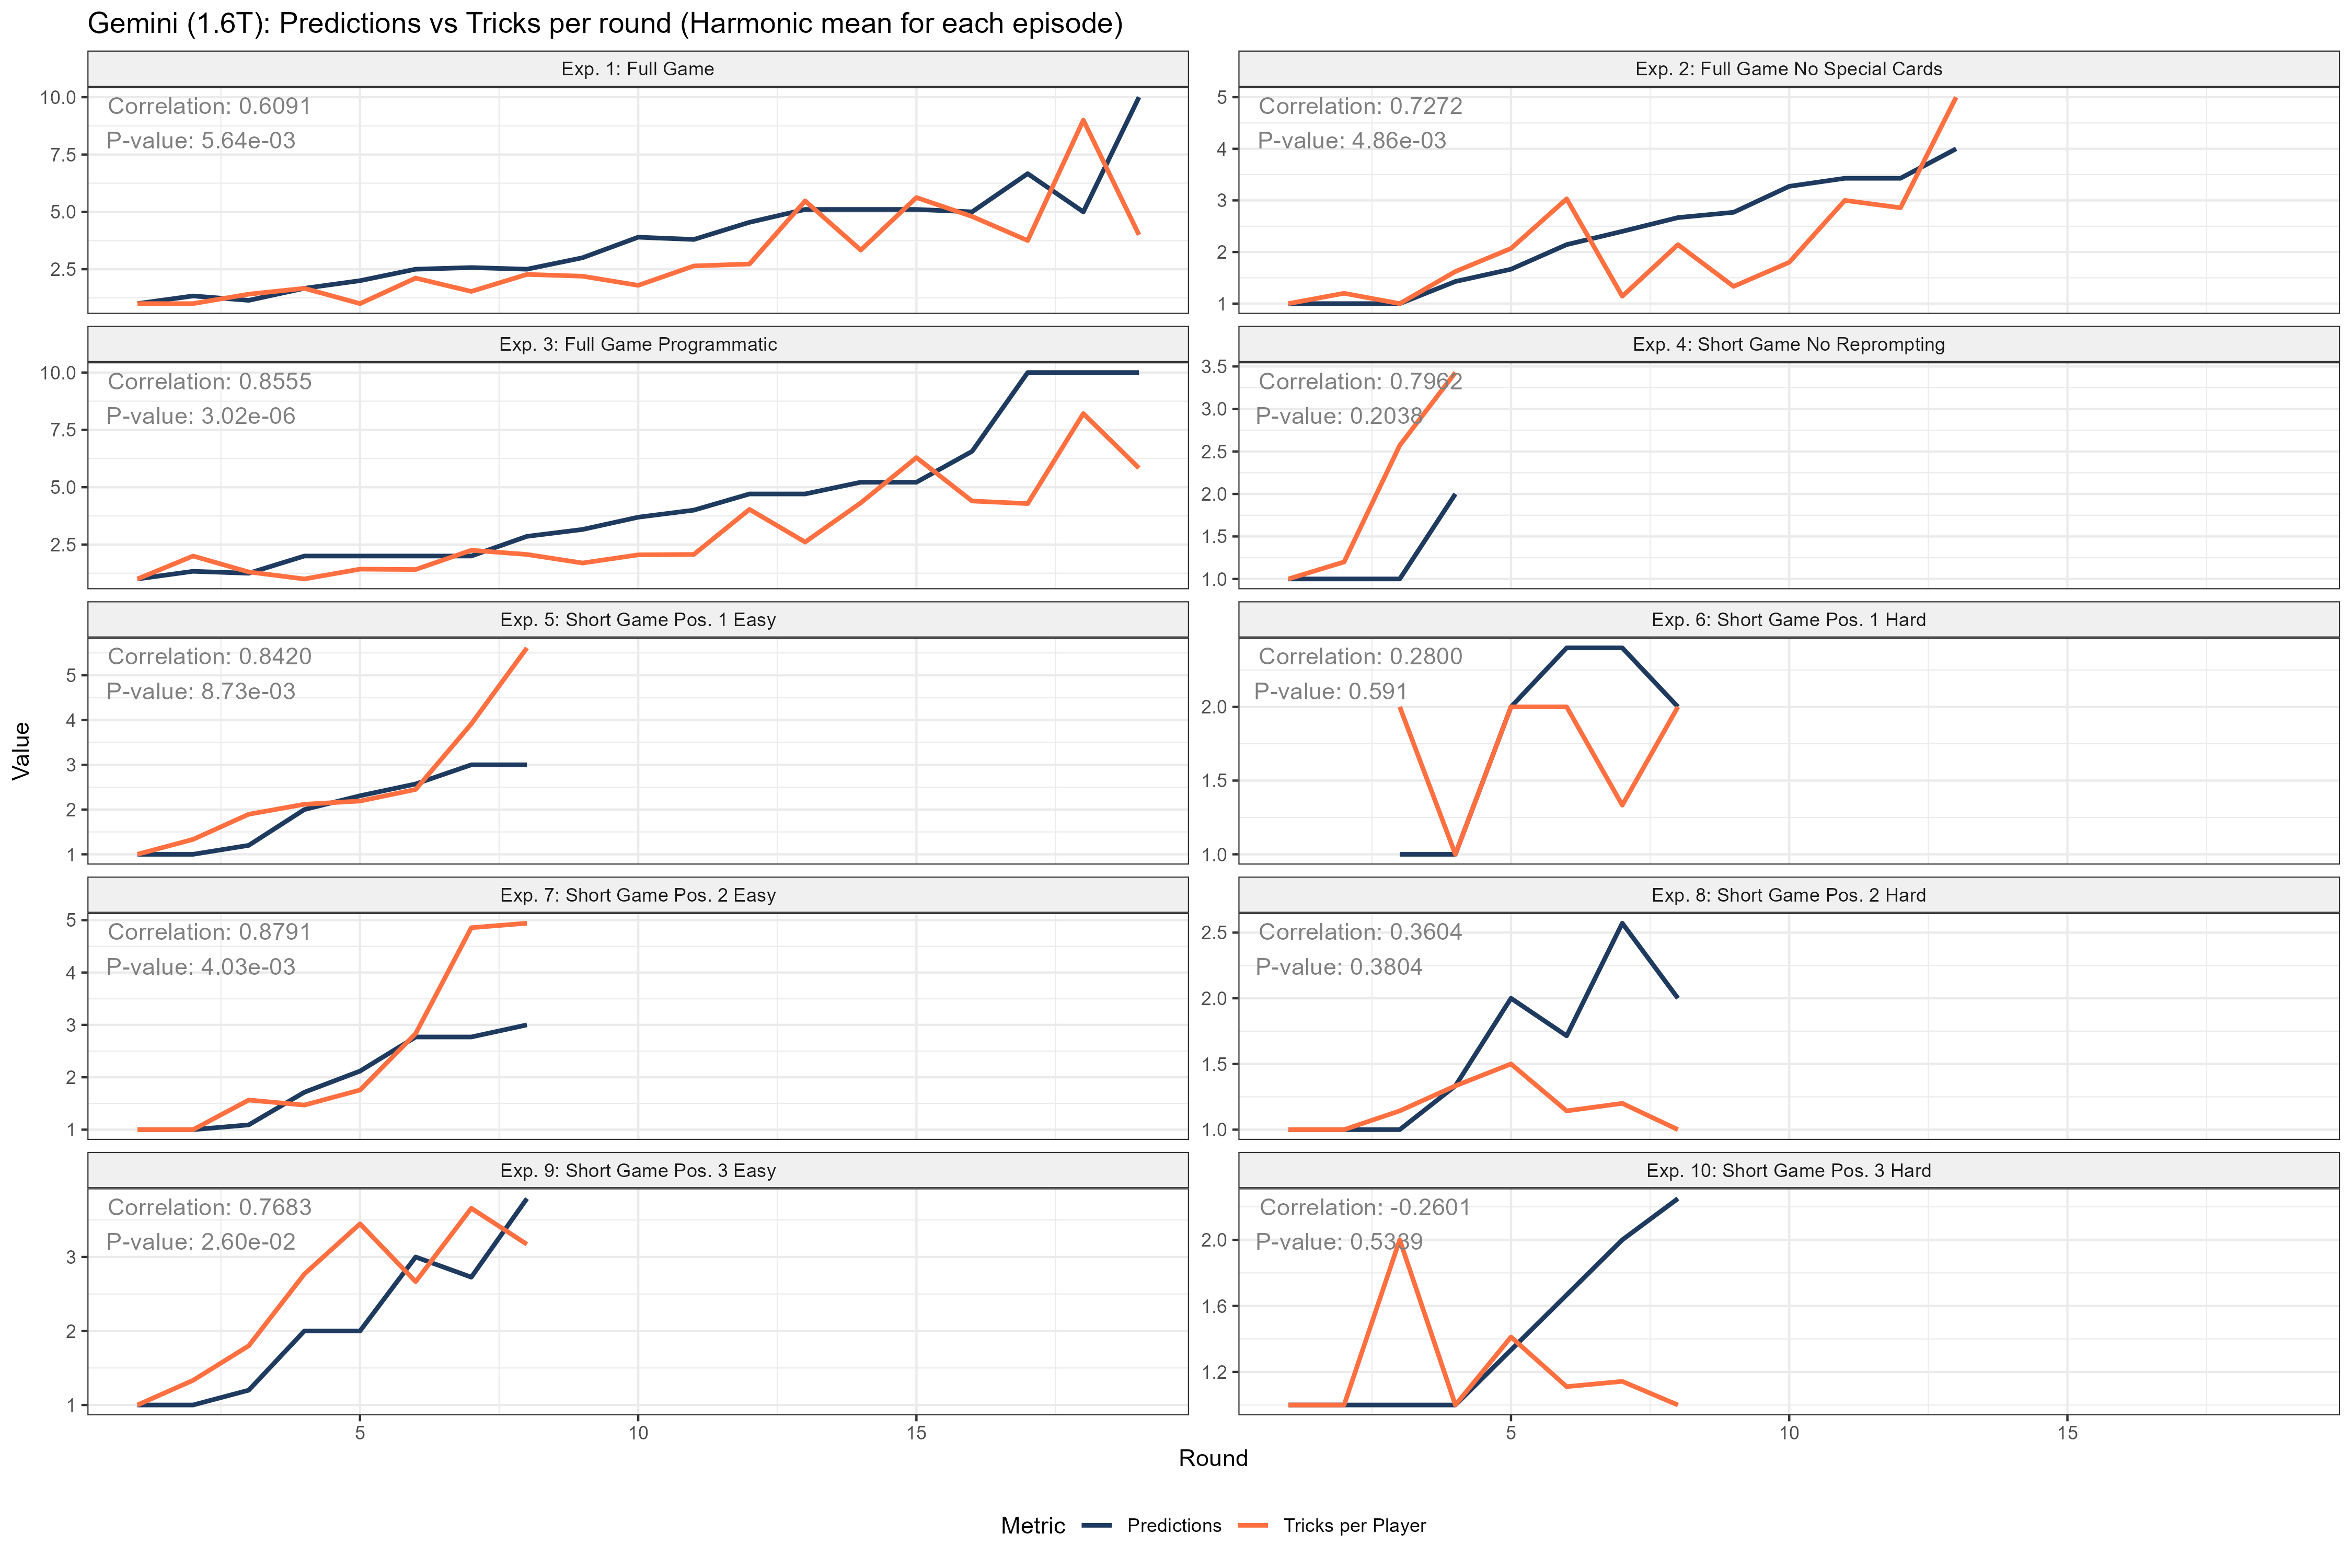 Gemini (1.6T): Predictions vs Tricks per round (Harmonic mean for each episode)
Exp. 1: Full Game
Correlation: 0.6091
P-value: 5.64e-03
10.0
7.5
5.0
2.5
Exp. 2: Full Game No Special Cards
Correlation: 0.7272
P-value: 4.86e-03
5
4
3
2
1
Exp. 3: Full Game Programmatic
Correlation: 0.8555
P-value: 3.02e-06
10.0
7.5
5.0
2.5
Exp. 4: Short Game No Reprompting
Correlation: 0.7962
P-value: 0.2038
3.5
3.0
2.5
2.0
1.5
1.0
Exp. 5: Short Game Pos. 1 Easy
Correlation: 0.8420
P-value: 8.73e-03
5
4
3
2
1
Exp. 6: Short Game Pos. 1 Hard
Correlation: 0.2800
P-value: 0.591
2.0
1.5
1.0
Exp. 7: Short Game Pos. 2 Easy
Correlation: 0.8791
P-value: 4.03e-03
5
4
3
2
1
Exp. 8: Short Game Pos. 2 Hard
Correlation: 0.3604
P-value: 0.3804
2.5
2.0
1.5
1.0
Exp. 9: Short Game Pos. 3 Easy
Correlation: 0.7683
P-value: 2.60e-02
3
2
1
5 10 15
Exp. 10: Short Game Pos. 3 Hard
Correlation: -0.2601
P-value: 0.5339
2.0
1.6
1.2
5 10 15
Value
Round
Metric Predictions Tricks per Player